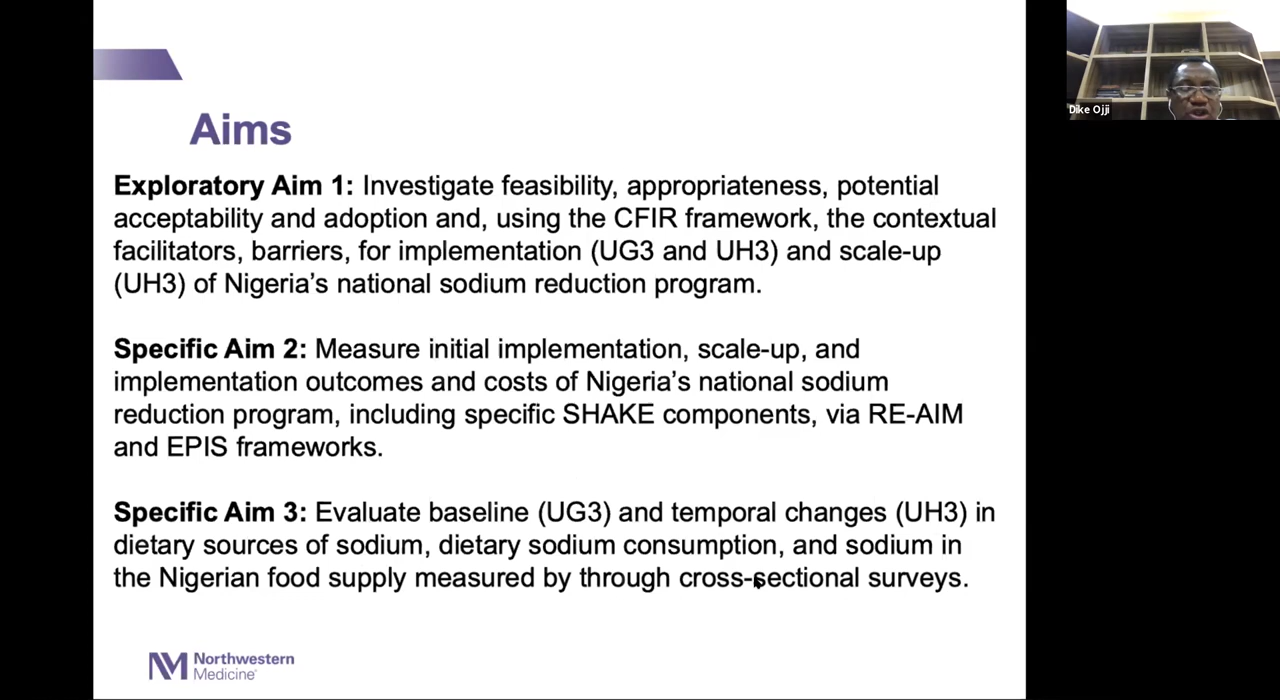 Aims
Exploratory Aim 1: Investigate feasibility, appropriateness, potential
acceptability and adoption and, using the CFIR framework, the contextual
facilitators, barriers, for implementation (UG3 and UH3) and scale-up
(UH3) of Nigeria’s national sodium reduction program.
Specific Aim 2: Measure initial implementation, scale-up, and
implementation outcomes and costs of Nigeria’s national sodium
reduction program, including specific SHAKE components, via RE-AIM
and EPIS frameworks.
Specific Aim 3: Evaluate baseline (UG3) and temporal changes (UH3) in
dietary sources of sodium, dietary sodium consumption, and sodium in
the Nigerian food supply measured by through cross-sectional surveys.
NM Northwestern
Medicine
Dike Ojji